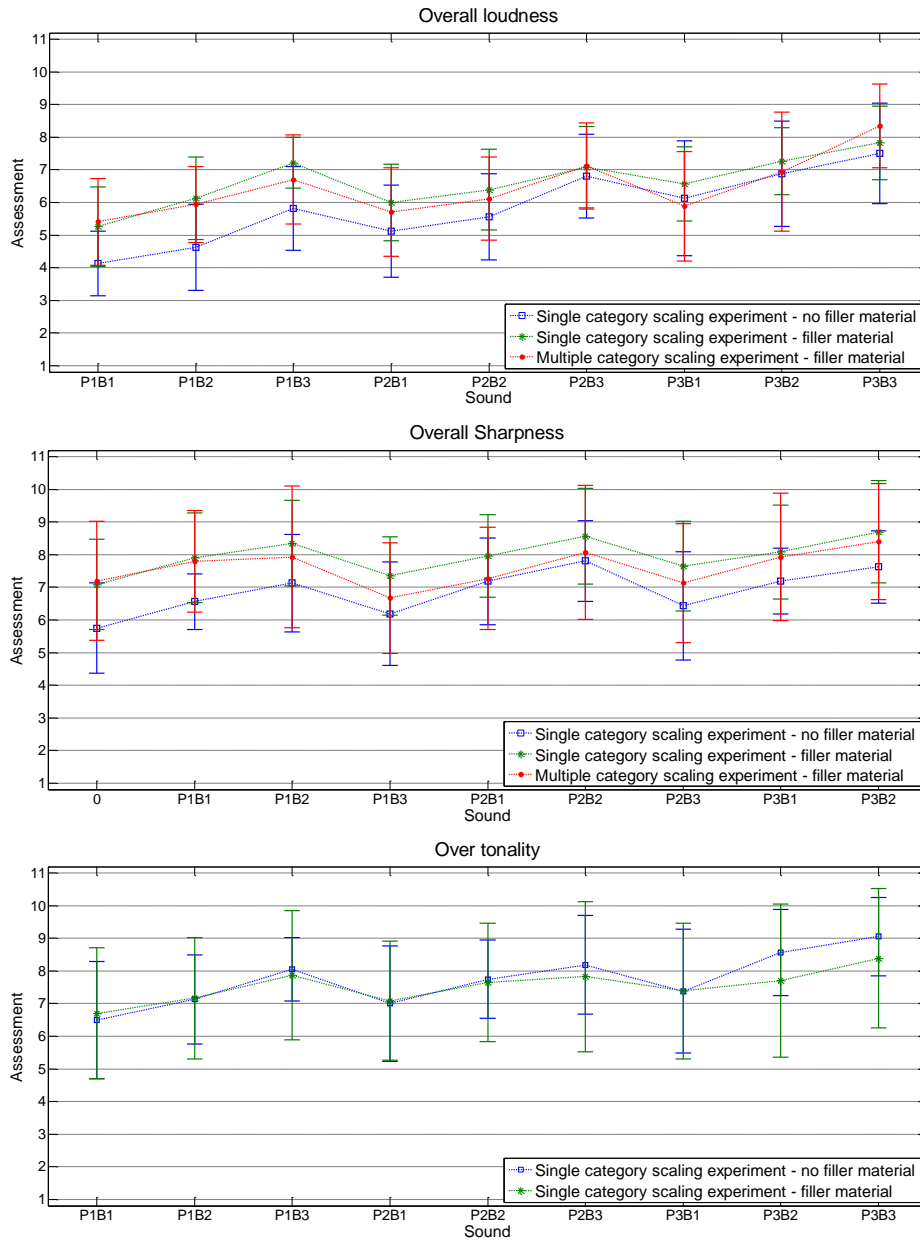 Overall loudness
11
10
9
8
7
6
5
4
3
2
1
Assessment
Single category scaling experiment - no filler material
Single category scaling experiment - filler material
Multiple category scaling experiment - filler material
P1B1 P1B2 P1B3 P2B1 P2B2 P2B3 P3B1 P3B2 P3B3
Sound
Overall Sharpness
11
10
9
8
7
6
5
4
3
2
1
Assessment
Single category scaling experiment - no filler material
Single category scaling experiment - filler material
Multiple category scaling experiment - filler material
0 P1B1 P1B2 P1B3 P2B1 P2B2 P2B3 P3B1 P3B2
Sound
Over tonality
11
10
9
8
7
6
5
4
3
2
1
Assessment
Single category scaling experiment - no filler material
Single category scaling experiment - filler material
P1B1 P1B2 P1B3 P2B1 P2B2 P2B3 P3B1 P3B2 P3B3
Sound